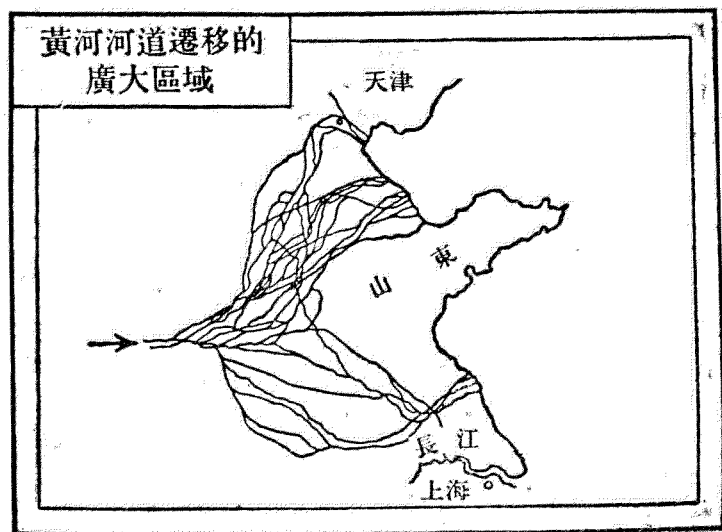 黃河河道遷移的
廣大區域
天津
山東
長江
上海